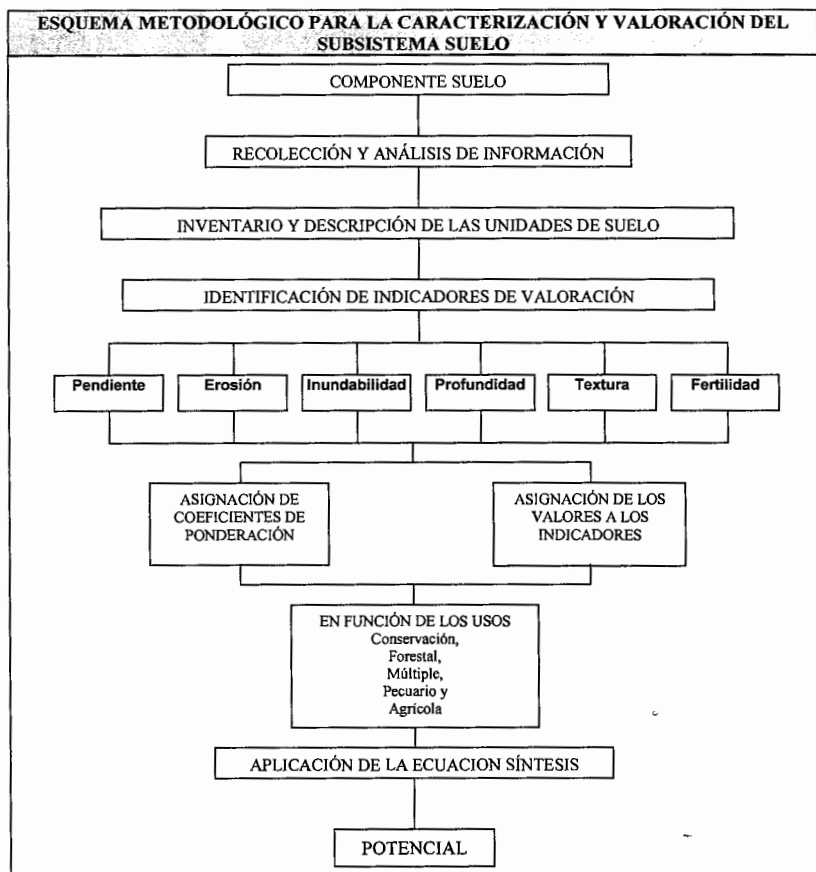 ESQUEMA METODOLÓGICO PARA LA CARACTERIZACIÓN Y VALORACIÓN DEL
SUBSISTEMA SUELO
COMPONENTE SUELO
RECOLECCIÓN Y ANÁLISIS DE INFORMACIÓN
INVENTARIO Y DESCRIPCIÓN DE LAS UNIDADES DE SUELO
IDENTIFICACIÓN DE INDICADORES DE VALORACIÓN
Pendiente
Erosión
Inundabilidad
Profundidad
Textura
Fertilidad
ASIGNACIÓN DE
COEFICIENTES DE
PONDERACIÓN
ASIGNACIÓN DE LOS
VALORES A LOS
INDICADORES
EN FUNCIÓN DE LOS USOS
Conservación,
Forestal,
Múltiple,
Pecuario y
Agrícola
APLICACIÓN DE LA ECUACION SÍNTESIS
POTENCIAL